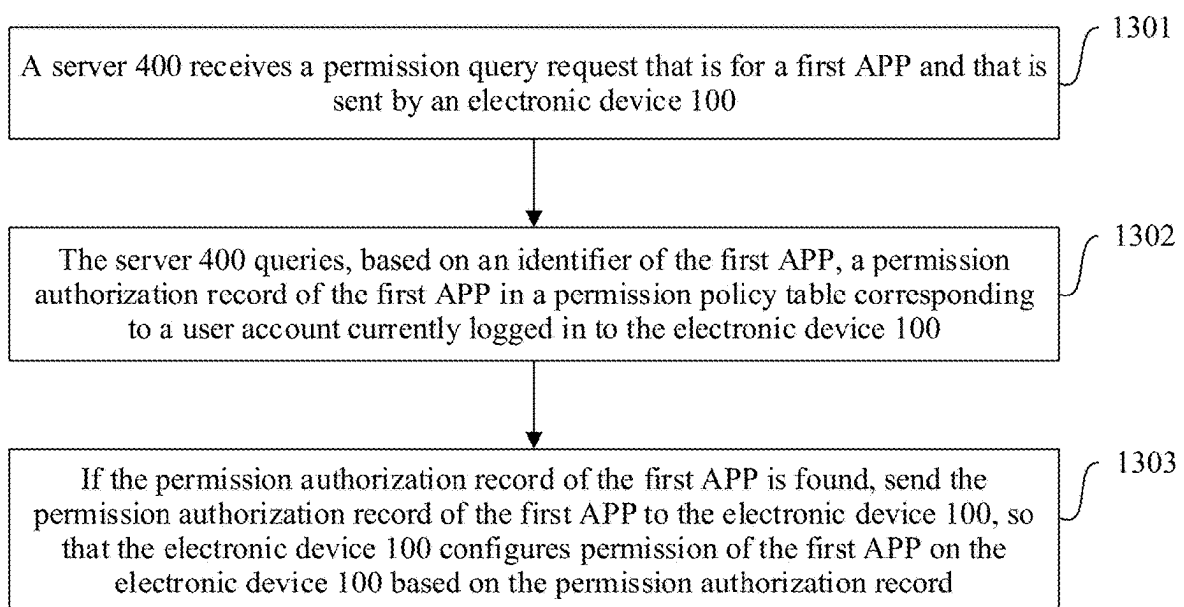 1301
A server 400 receives a permission query request that is for a first APP and that is
sent by an electronic device 100
1302
The server 400 queries, based on an identifier of the first APP, a permission
authorization record of the first APP in a permission policy table corresponding
to a user account currently logged in to the electronic device 100
1303
If the permission authorization record of the first APP is found, send the
permission authorization record of the first APP to the electronic device 100, so
that the electronic device 100 configures permission of the first APP on the
electronic device 100 based on the permission authorization record